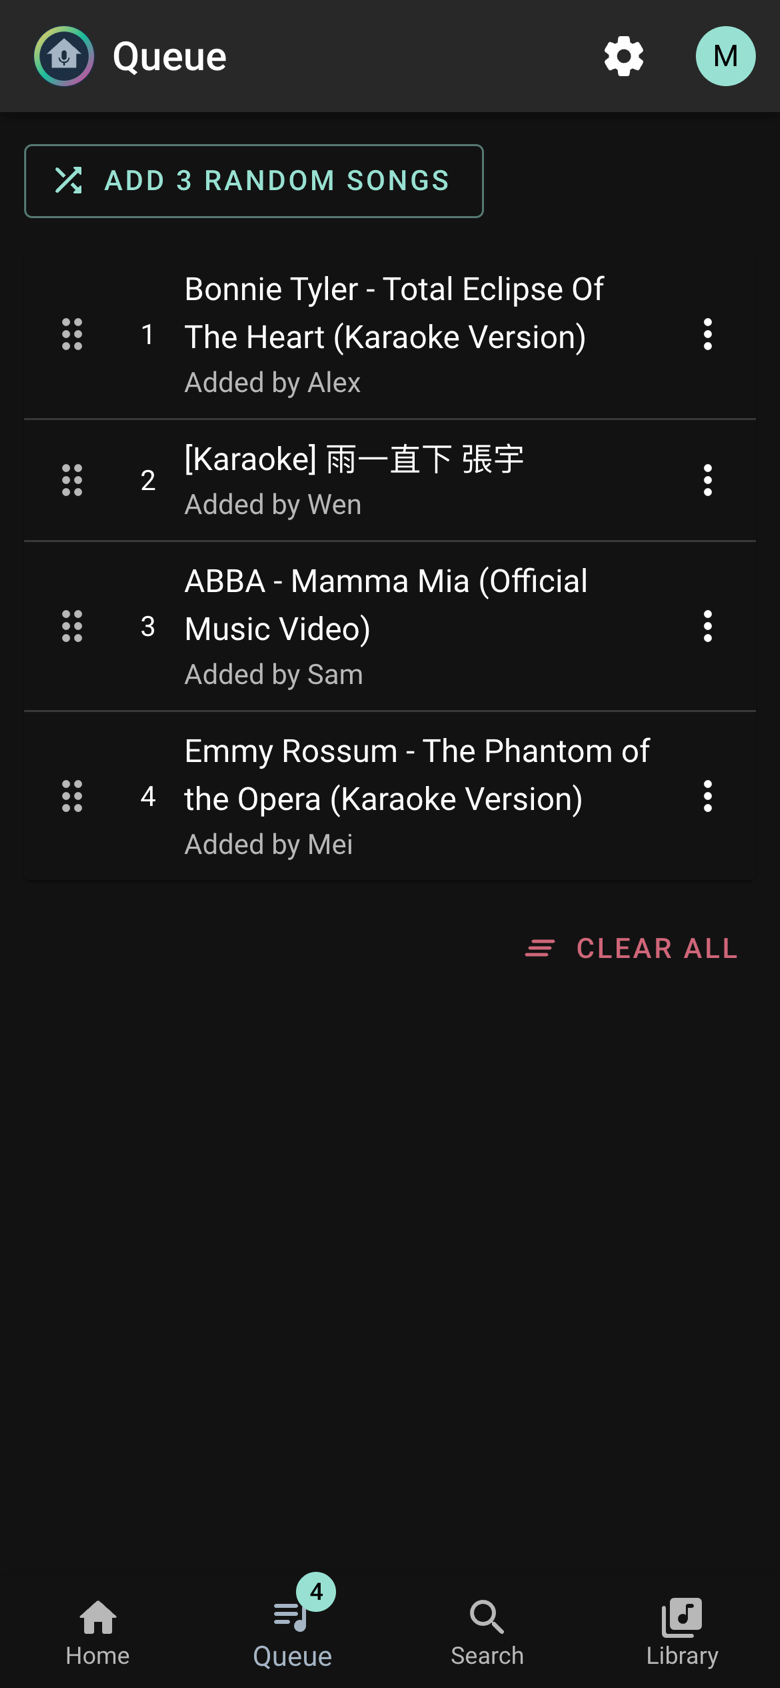 Queue
M
ADD 3 RANDOM SONGS
Bonnie Tyler - Total Eclipse Of
1
The Heart (Karaoke Version)
Added by Alex
[Karaoke] 雨一直下 張宇
2
Added by Wen
ABBA - Mamma Mia (Official
3
Music Video)
Added by Sam
Emmy Rossum - The Phantom of
4
the Opera (Karaoke Version)
Added by Mei
CLEAR ALL
4
Home
Queue
Search
Library